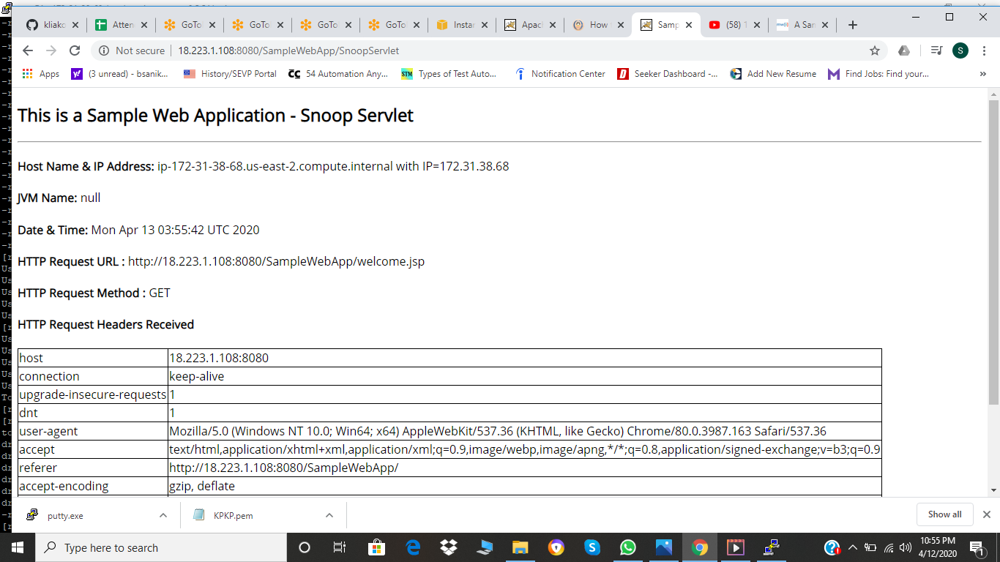 kliako
Atten
GoTo
GoTo
GoTo
GoTo
Instan
Apac
How
Samp
(58) T
A San
Not secure
18.223.1.108:8080/SampleWebApp/SnoopServlet
S
Apps
(3 unread) - bsanik...
History/SEVP Portal
54 Automation Any...
STM
Types of Test Auto...
Notification Center
Seeker Dashboard -...
Add New Resume
Find Jobs: Find your...
»
This is a Sample Web Application - Snoop Servlet
Host Name & IP Address: ip-172-31-38-68.us-east-2.compute.internal with IP=172.31.38.68
JVM Name: null
Date & Time: Mon Apr 13 03:55:42 UTC 2020
HTTP Request URL : http://18.223.1.108:8080/SampleWebApp/welcome.jsp
HTTP Request Method : GET
HTTP Request Headers Received
host 18.223.1.108:8080
connection keep-alive
upgrade-insecure-requests 1
dnt 1
user-agent Mozilla/5.0 (Windows NT 10.0; Win64; x64) AppleWebKit/537.36 (KHTML, like Gecko) Chrome/80.0.3987.163 Safari/537.36
accept text/html,application/xhtml+xml,application/xml;q=0.9,image/webp,image/apng,*/*;q=0.8,application/signed-exchange;v=b3;q=0.9
referer http://18.223.1.108:8080/SampleWebApp/
accept-encoding gzip, deflate
putty.exe
KPKP.pem
Show all
Type here to search
10:55 PM
4/12/2020
1